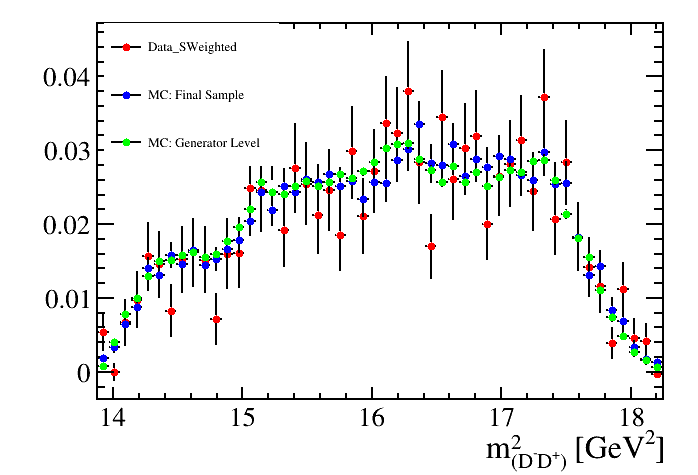 Data_SWeighted
MC: Final Sample
MC: Generator Level
0.04
0.03
0.02
0.01
0
14 15 16 17 18
m²(D⁻D⁺) [GeV²]